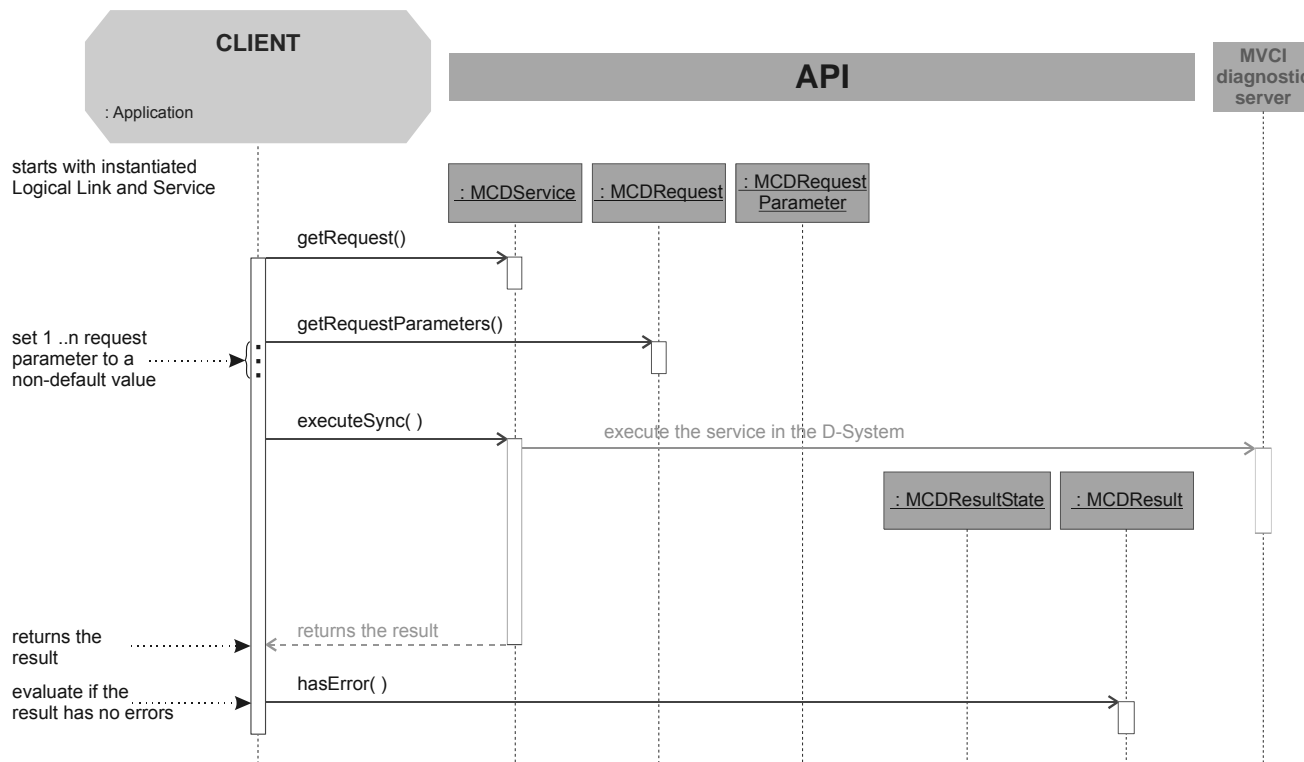 CLIENT
: Application
API
MVCI
diagnostic
server
starts with instantiated
Logical Link and Service
: MCDService
: MCDRequest
: MCDRequest
Parameter
getRequest()
set 1 ..n request
parameter to a
non-default value
getRequestParameters()
executeSync( )
execute the service in the D-System
: MCDResultState
: MCDResult
returns the
result
returns the result
evaluate if the
result has no errors
hasError( )